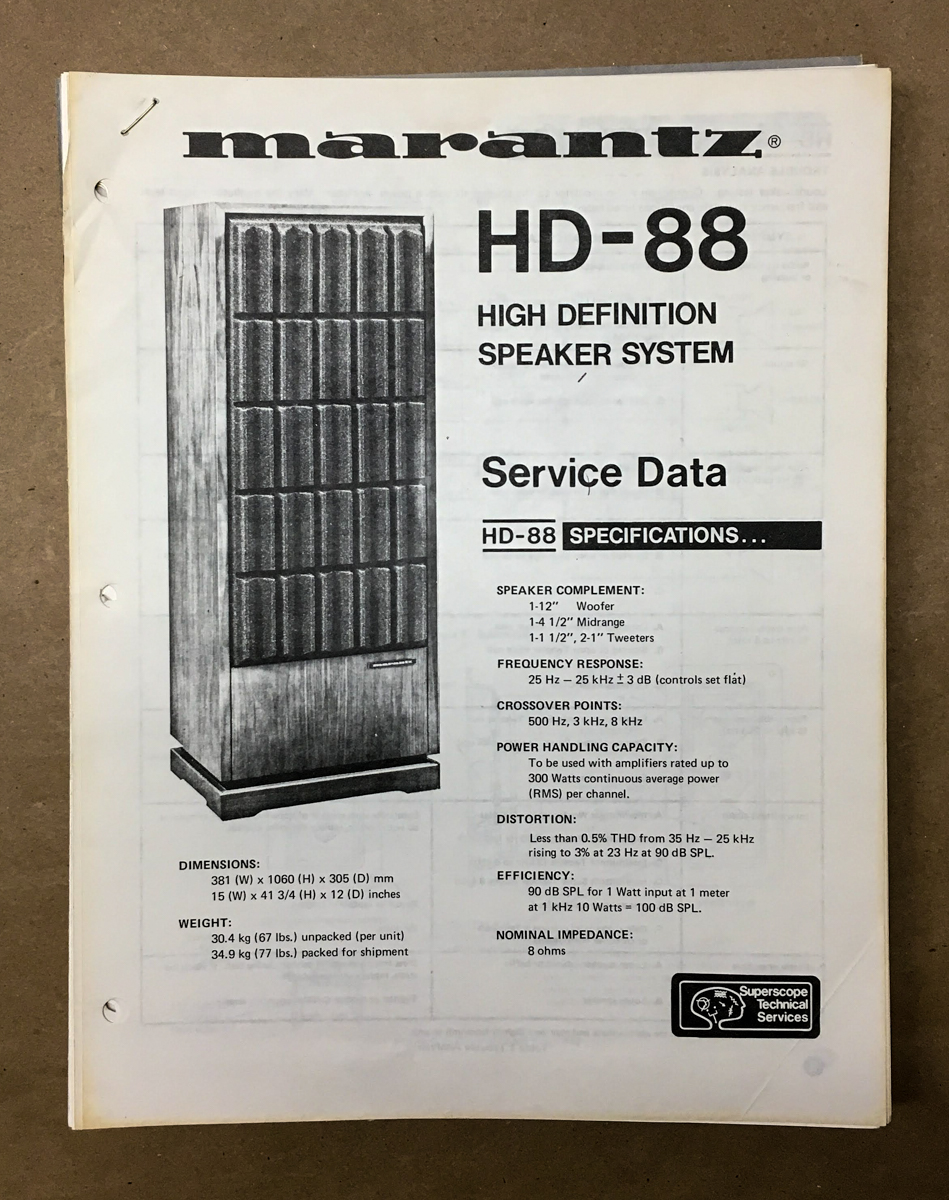 marantz®
HD-88
HIGH DEFINITION
SPEAKER SYSTEM
Service Data
HD-88 SPECIFICATIONS...
SPEAKER COMPLEMENT:
1-12" Woofer
1-4 1/2" Midrange
1-1 1/2", 2-1" Tweeters
FREQUENCY RESPONSE:
25 Hz — 25 kHz ± 3 dB (controls set flat)
CROSSOVER POINTS:
500 Hz, 3 kHz, 8 kHz
POWER HANDLING CAPACITY:
To be used with amplifiers rated up to
300 Watts continuous average power
(RMS) per channel.
DISTORTION:
Less than 0.5% THD from 35 Hz — 25 kHz
rising to 3% at 23 Hz at 90 dB SPL.
EFFICIENCY:
90 dB SPL for 1 Watt input at 1 meter
at 1 kHz 10 Watts = 100 dB SPL.
NOMINAL IMPEDANCE:
8 ohms
DIMENSIONS:
381 (W) x 1060 (H) x 305 (D) mm
15 (W) x 41 3/4 (H) x 12 (D) inches
WEIGHT:
30.4 kg (67 lbs.) unpacked (per unit)
34.9 kg (77 lbs.) packed for shipment
Superscope
Technical
Services